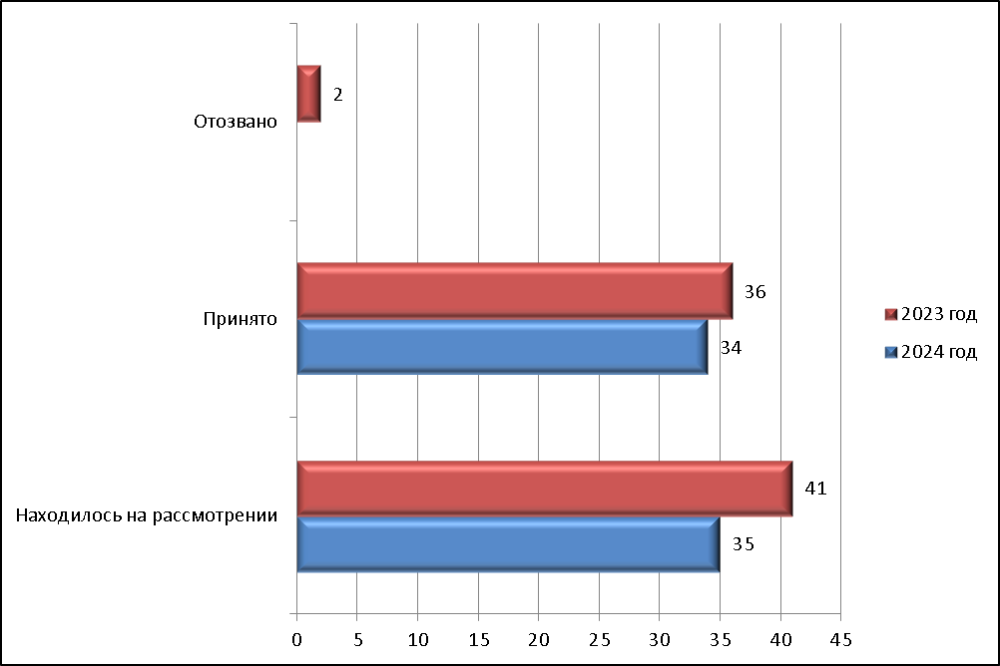 Отозвано
2
Принято
36
34
Находилось на рассмотрении
41
35
0 5 10 15 20 25 30 35 40 45
2023 год
2024 год